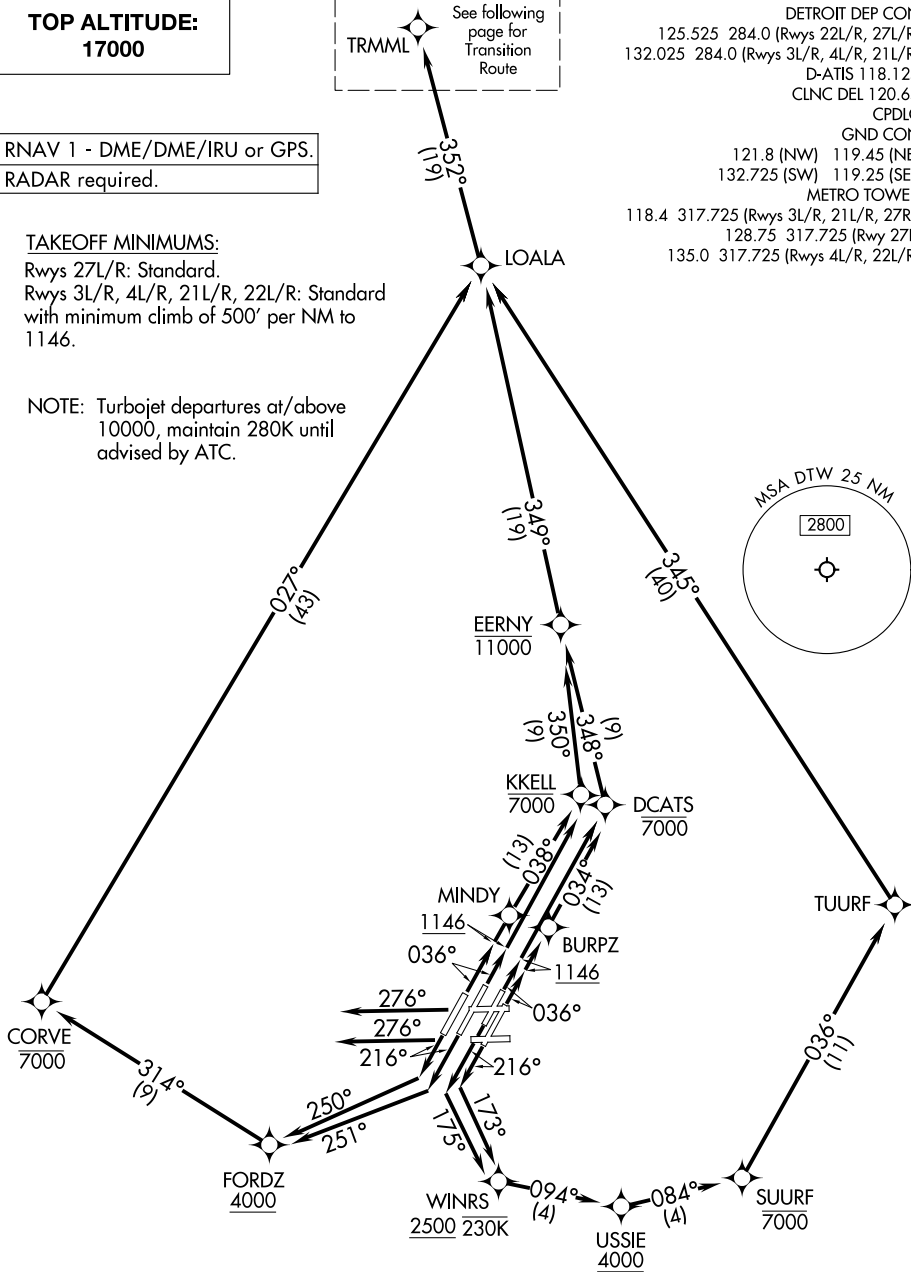 TOP ALTITUDE:
17000
See following
page for
Transition
Route
TRMML
DETROIT DEP CON
125.525 284.0 (Rwys 22L/R, 27L/R
132.025 284.0 (Rwys 3L/R, 4L/R, 21L/R
D-ATIS 118.12
CLNC DEL 120.6
CPDL
GND CON
121.8 (NW) 119.45 (NE
132.725 (SW) 119.25 (SE
METRO TOWE
118.4 317.725 (Rwys 3L/R, 21L/R, 27R
128.75 317.725 (Rwy 27
135.0 317.725 (Rwys 4L/R, 22L/R
RNAV 1 - DME/DME/IRU or GPS.
RADAR required.
TAKEOFF MINIMUMS:
Rwys 27L/R: Standard.
Rwys 3L/R, 4L/R, 21L/R, 22L/R: Standard
with minimum climb of 500' per NM to
1146.
NOTE: Turbojet departures at/above
10000, maintain 280K until
advised by ATC.
352°
(19)
LOALA
MSA DTW 25 NM
2800
349°
(19)
345°
(40)
027°
(43)
EERNY
11000
350°
(9)
348°
(9)
KKELL
7000
DCATS
7000
(13)
038°
034°
(13)
MINDY
1146
BURPZ
1146
036°
036°
TUURF
276°
276°
216°
216°
CORVE
7000
314°
(9)
250°
251°
175°
173°
036°
(11)
FORDZ
4000
WINRS
2500 230K
094°
(4)
USSIE
4000
084°
(4)
SUURF
7000